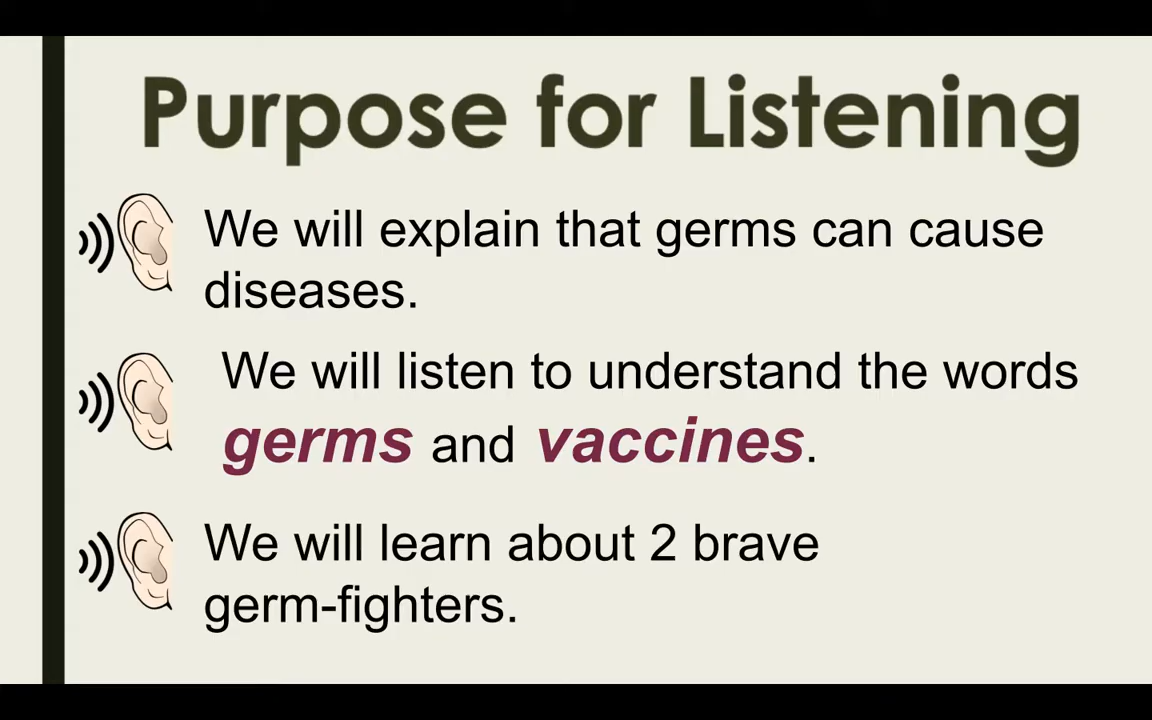 Purpose for Listening
We will explain that germs can cause
diseases.
We will listen to understand the words
germs and vaccines.
We will learn about 2 brave
germ-fighters.